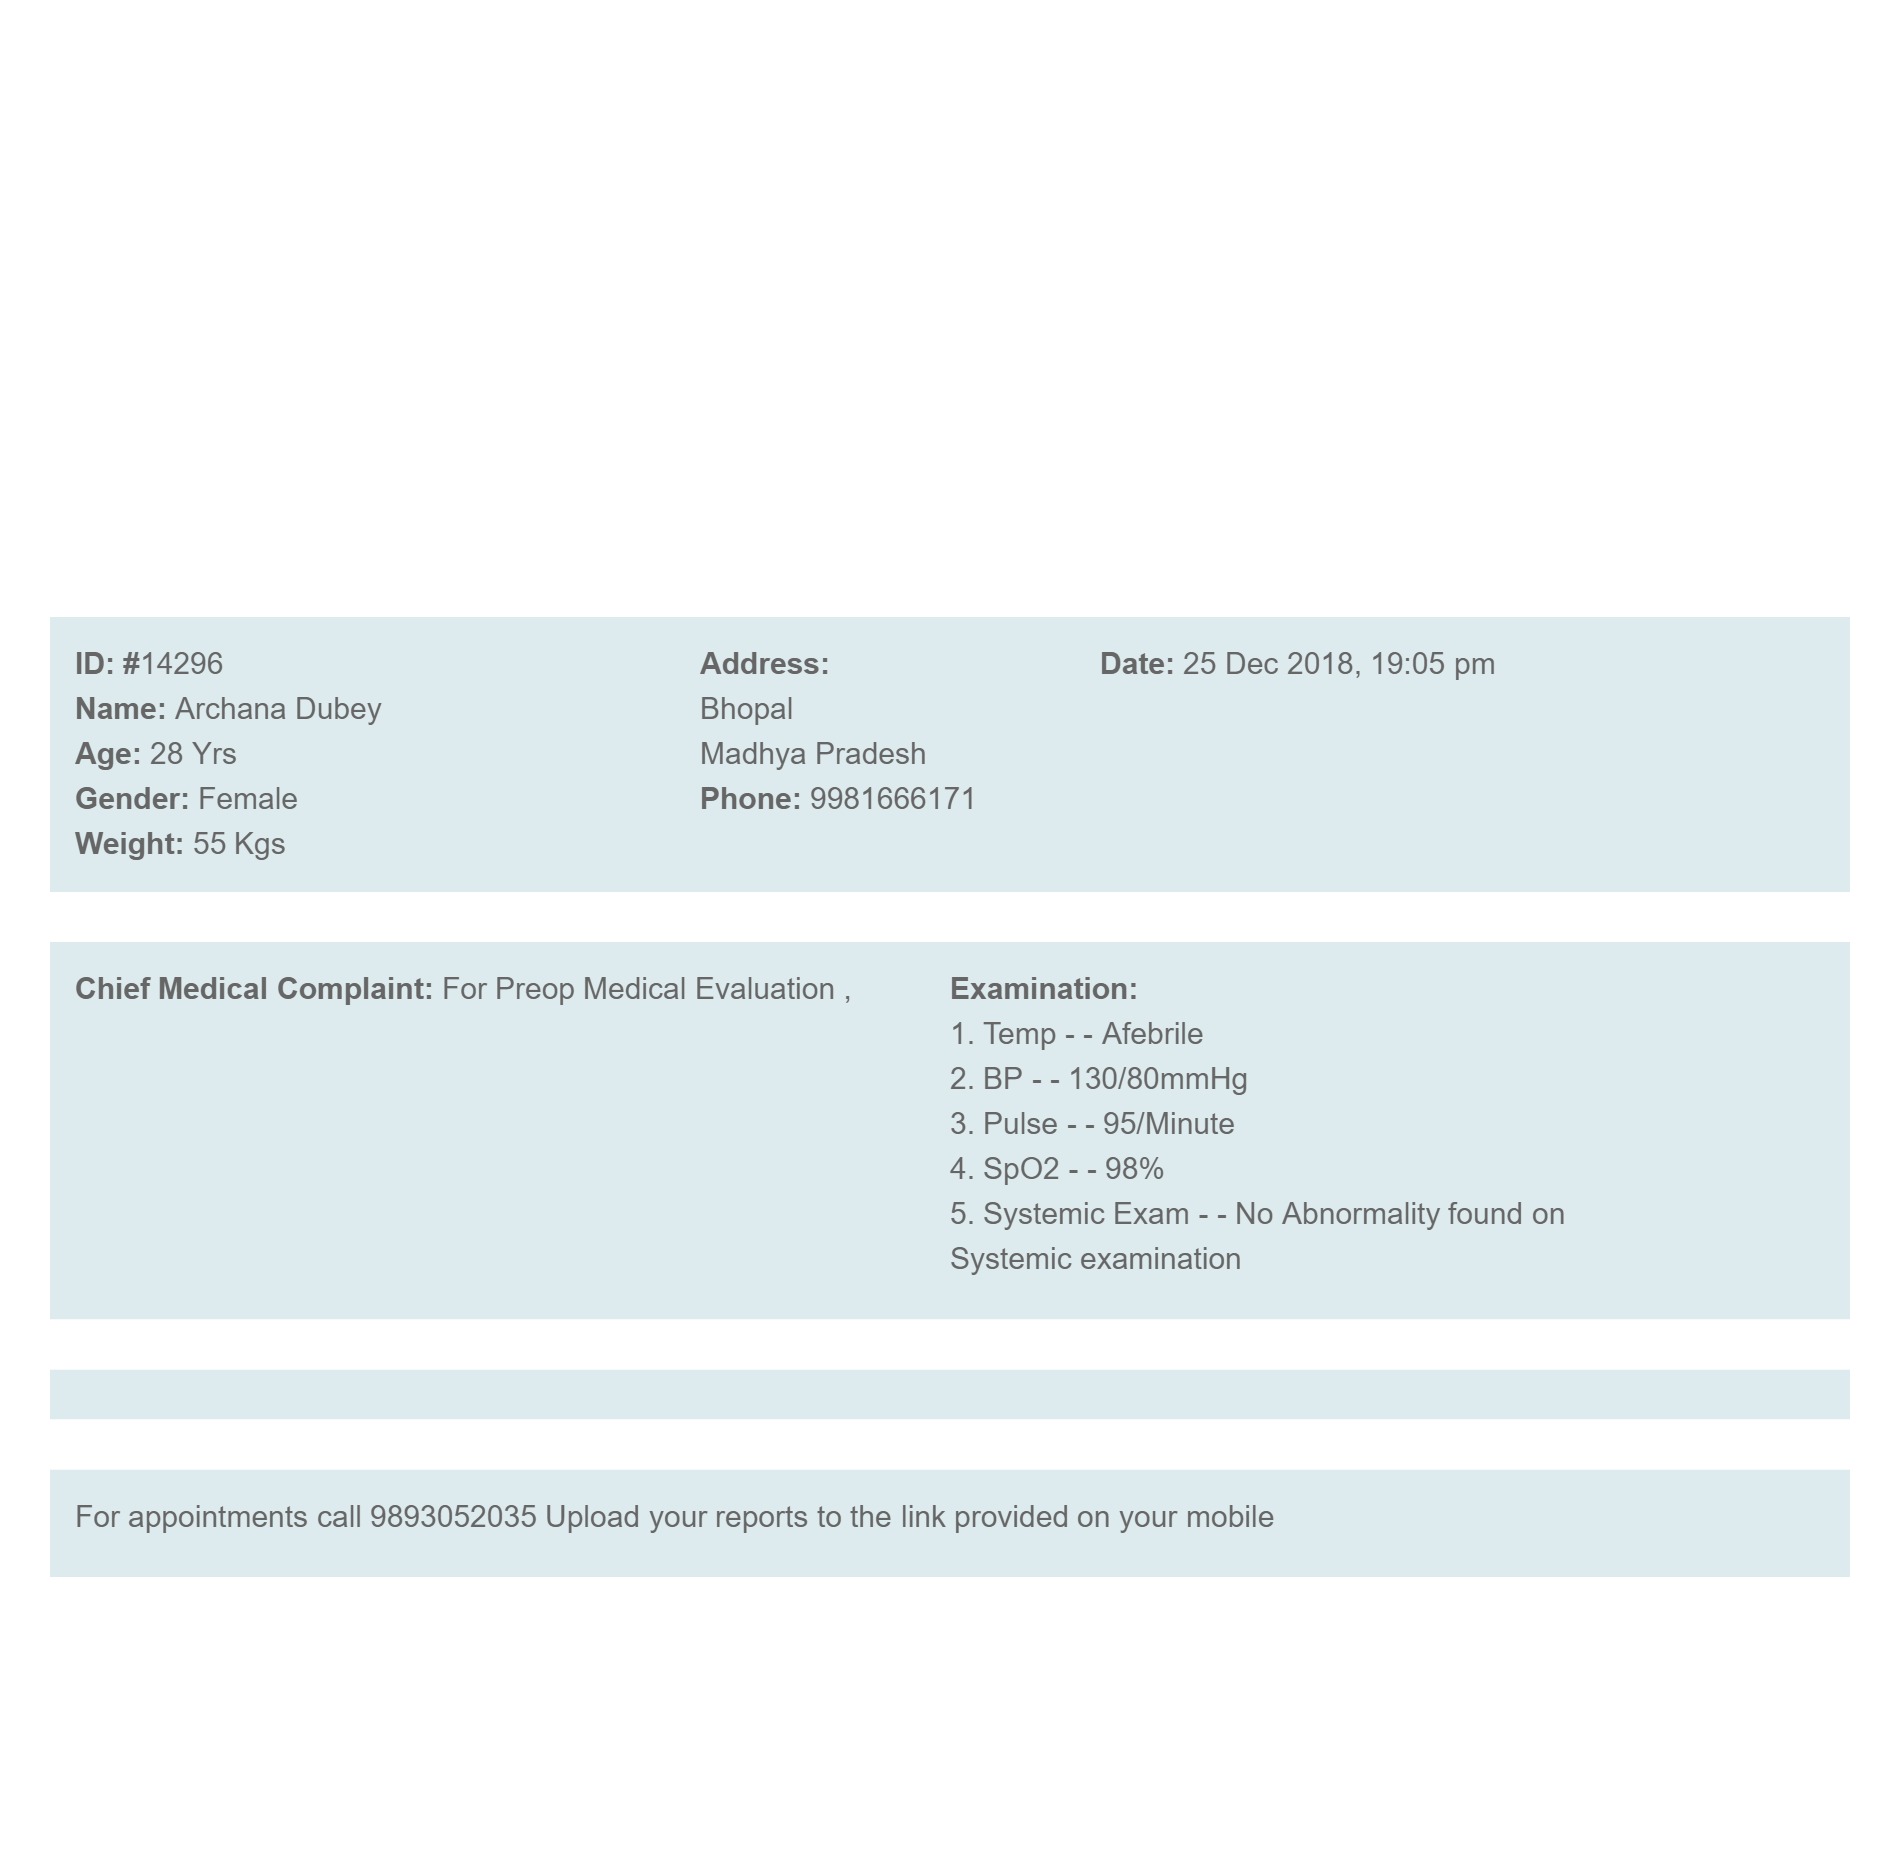 ID: #14296
Name: Archana Dubey
Age: 28 Yrs
Gender: Female
Weight: 55 Kgs
Address:
Bhopal
Madhya Pradesh
Phone: 9981666171
Date: 25 Dec 2018, 19:05 pm
Chief Medical Complaint: For Preop Medical Evaluation ,
Examination:
1. Temp - - Afebrile
2. BP - - 130/80mmHg
3. Pulse - - 95/Minute
4. SpO2 - - 98%
5. Systemic Exam - - No Abnormality found on
Systemic examination
For appointments call 9893052035 Upload your reports to the link provided on your mobile